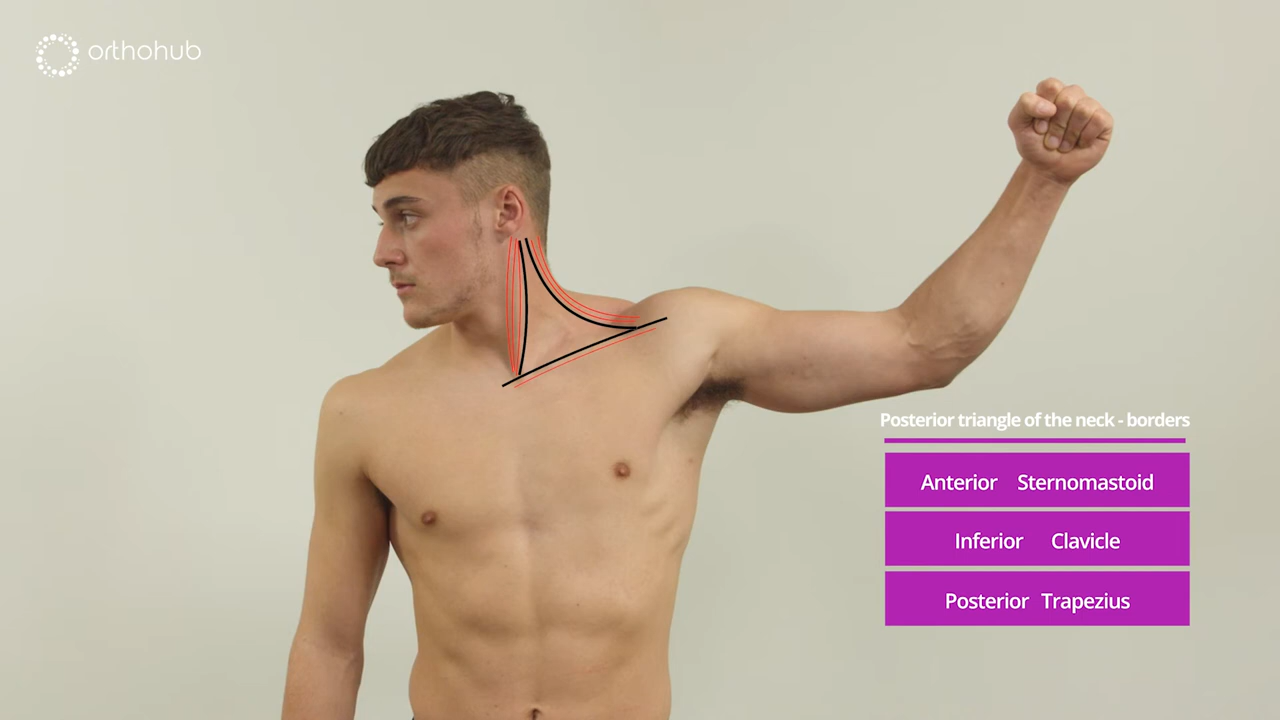 orthohub
Posterior triangle of the neck - borders
Anterior Sternomastoid
Inferior Clavicle
Posterior Trapezius